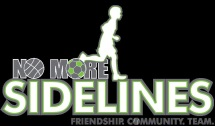 NO MORE
SIDELINES
FRIENDSHIP. COMMUNITY. TEAM.